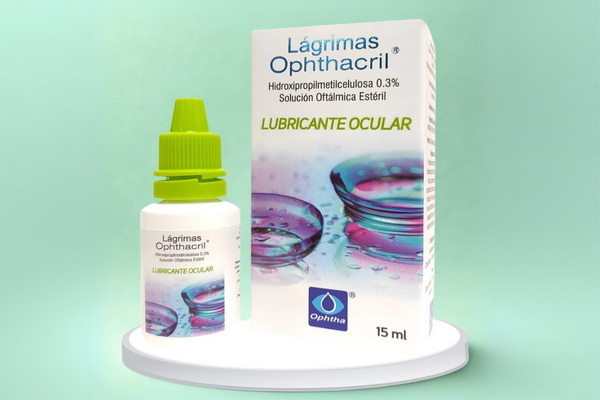 Lágrimas
Ophthacril®
Hidroxipropilmetilcelulosa 0.3%
Solución Oftálmica Estéril
LUBRICANTE OCULAR
Ophtha®
15 ml
Lágrimas
Ophthacril®
Hidroxipropilmetilcelulosa 0.3%
Solución Oftálmica Estéril
LUBRICANTE OCULAR